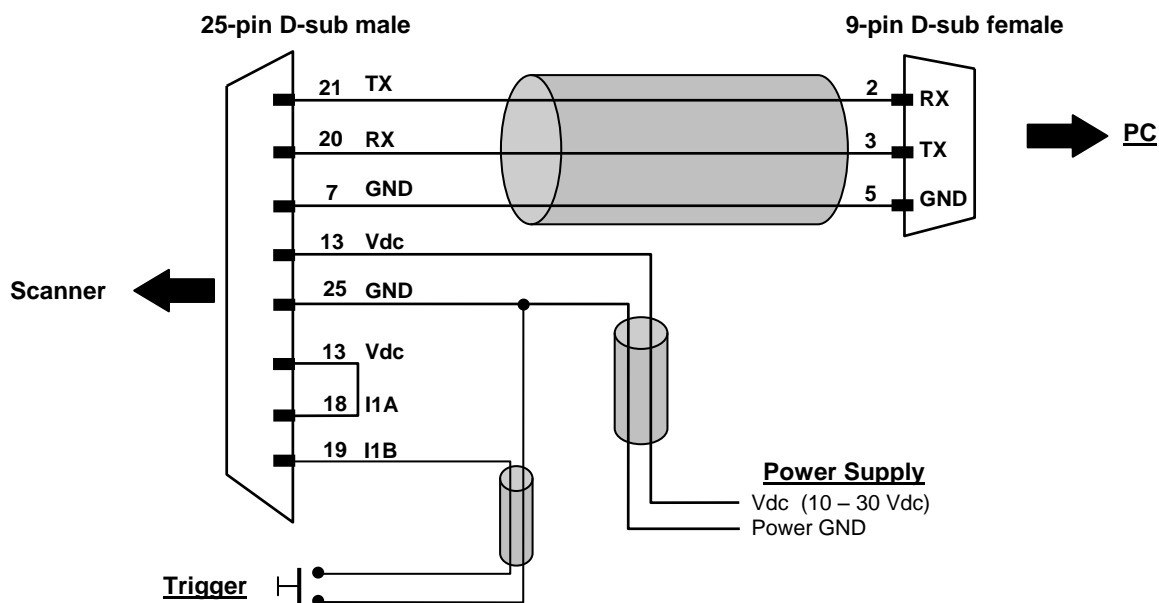 25-pin D-sub male
9-pin D-sub female
21 TX
2 RX
20 RX
3 TX
PC
7 GND
5 GND
13 Vdc
Scanner
25 GND
13 Vdc
18 I1A
19 I1B
Power Supply
Vdc (10 – 30 Vdc)
Power GND
Trigger